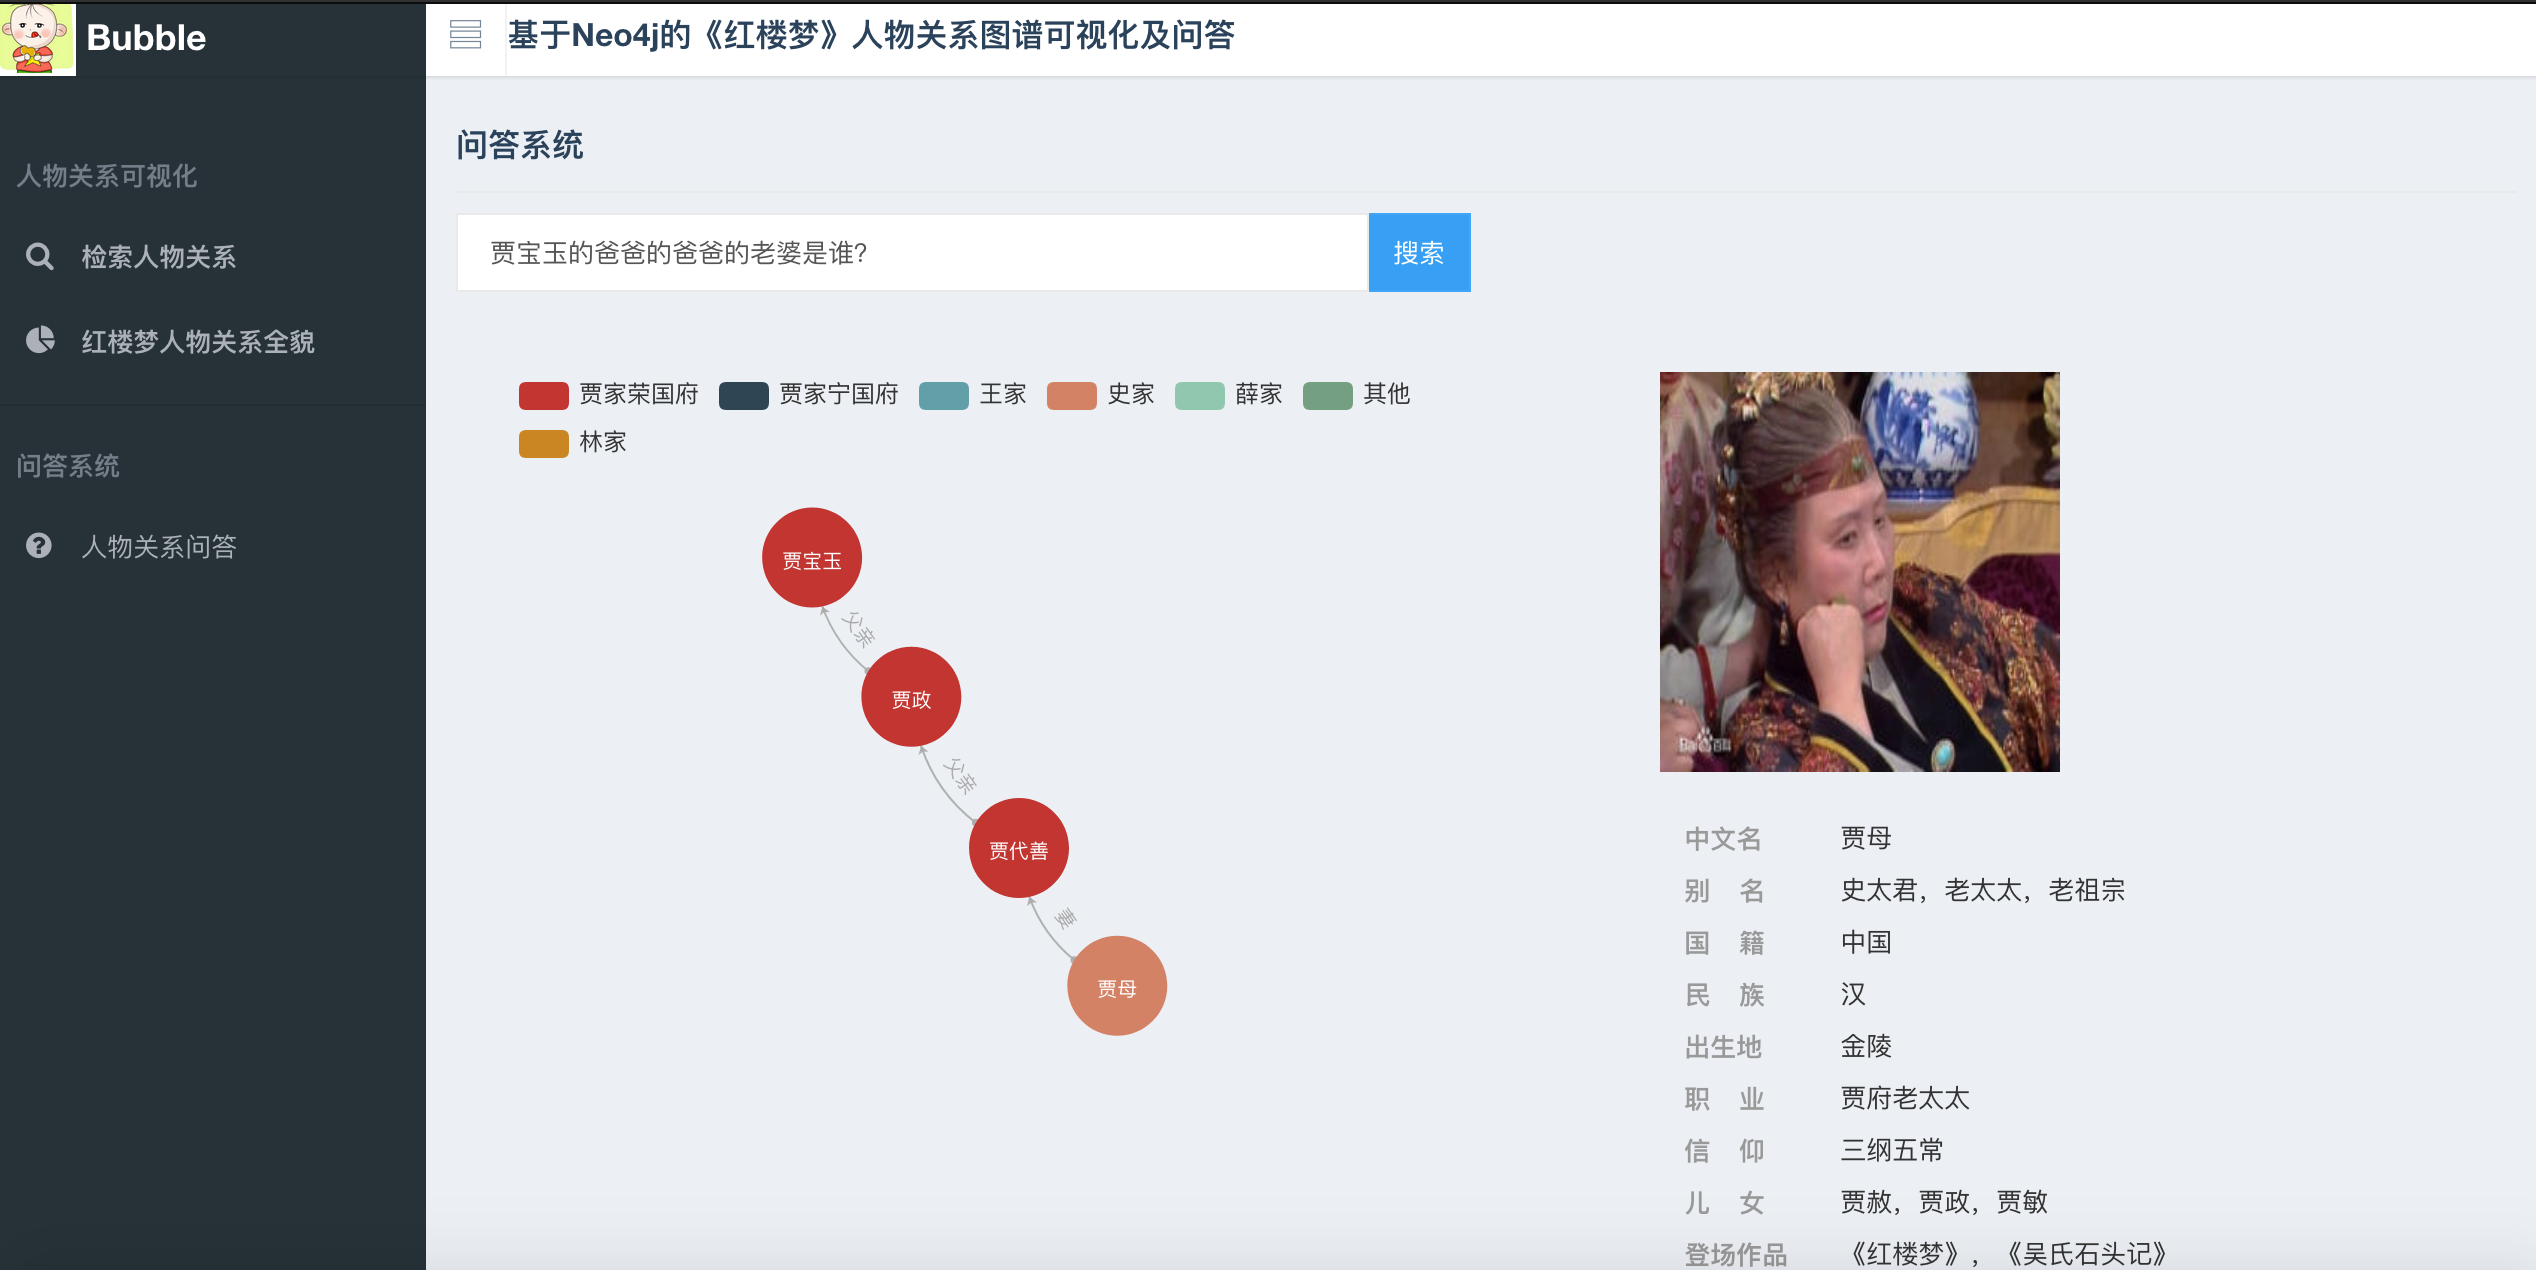 Bubble
基于Neo4j的《红楼梦》人物关系图谱可视化及问答
人物关系可视化
检索人物关系
红楼梦人物关系全貌
问答系统
人物关系问答
问答系统
贾宝玉的爸爸的爸爸的老婆是谁?
搜索
贾家荣国府 贾家宁国府 王家 史家 薛家 其他
林家
贾宝玉
父亲
贾政
父亲
贾代善
妻
贾母
Bai百科
中文名 贾母
别 名 史太君，老太太，老祖宗
国 籍 中国
民 族 汉
出生地 金陵
职 业 贾府老太太
信 仰 三纲五常
儿 女 贾赦，贾政，贾敏
登场作品 《红楼梦》，《吴氏石头记》